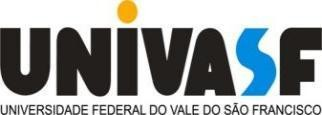 UNIVASF
UNIVERSIDADE FEDERAL DO VALE DO SÃO FRANCISCO